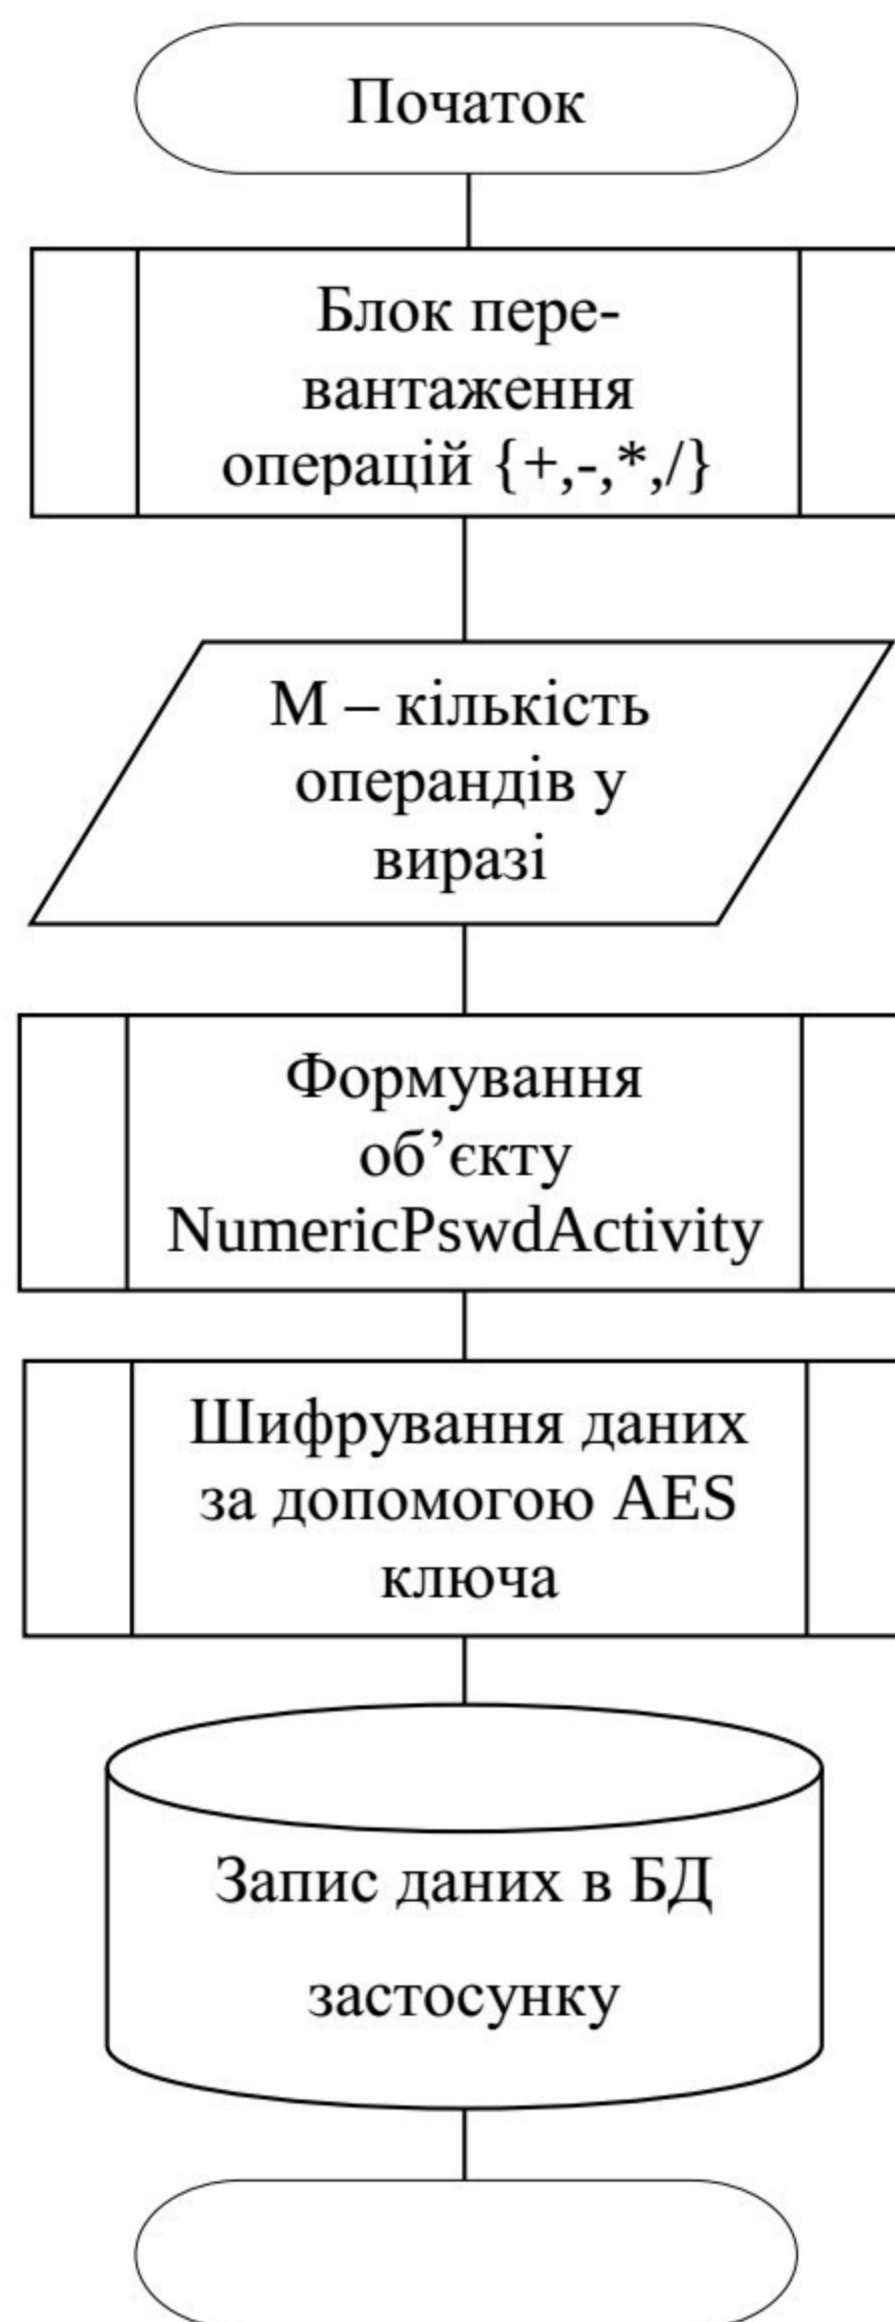 Початок
Блок пере-
вантаження
операцій {+,-,*,/}
М – кількість
операндів у
виразі
Формування
об’єкту
NumericPswdActivity
Шифрування даних
за допомогою AES
ключа
Запис даних в БД
застосунку